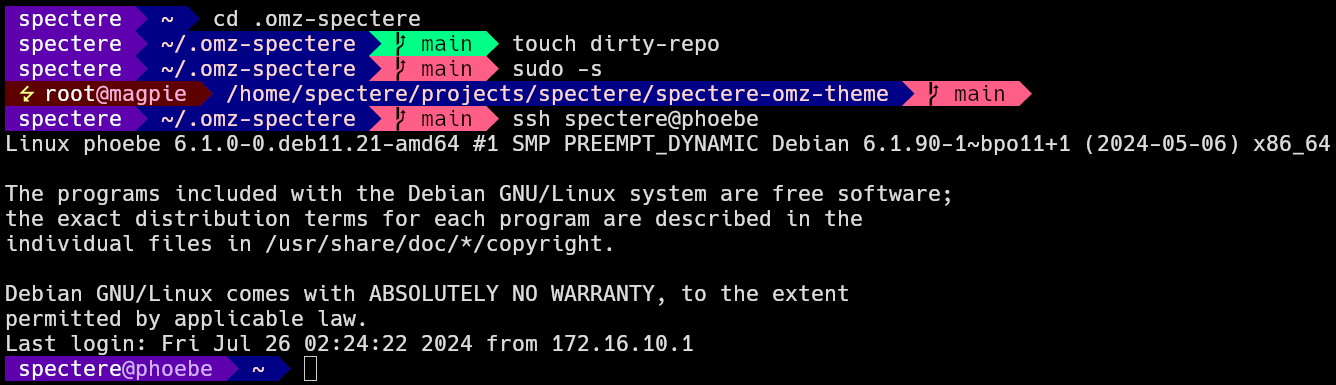 spectere ~ cd .omz-spectere
spectere ~/.omz-spectere main touch dirty-repo
spectere ~/.omz-spectere main sudo -s
root@magpie /home/spectere/projects/spectere/spectere-omz-theme main
spectere ~/.omz-spectere main ssh spectere@phoebe
Linux phoebe 6.1.0-0.deb11.21-amd64 #1 SMP PREEMPT_DYNAMIC Debian 6.1.90-1~bpo11+1 (2024-05-06) x86_64
The programs included with the Debian GNU/Linux system are free software;
the exact distribution terms for each program are described in the
individual files in /usr/share/doc/*/copyright.
Debian GNU/Linux comes with ABSOLUTELY NO WARRANTY, to the extent
permitted by applicable law.
Last login: Fri Jul 26 02:24:22 2024 from 172.16.10.1
spectere@phoebe ~